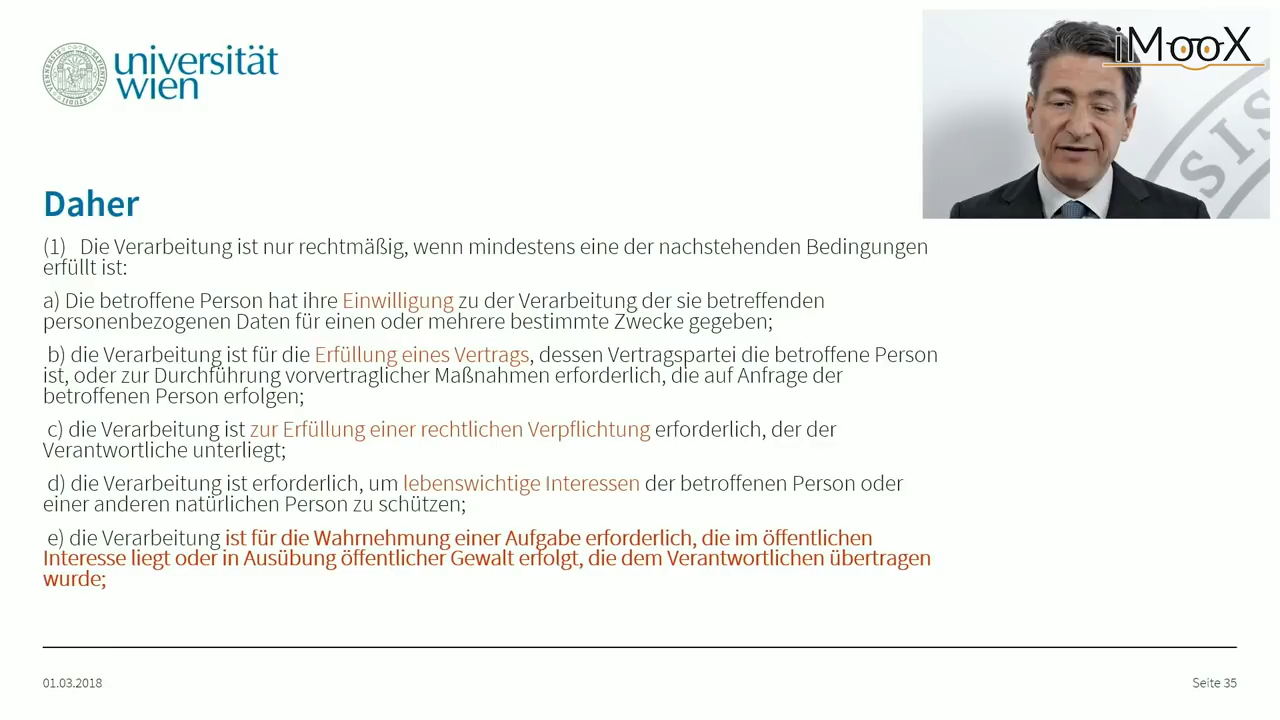 universität
wien
iMooX
SIS
Daher
(1) Die Verarbeitung ist nur rechtmäßig, wenn mindestens eine der nachstehenden Bedingungen
erfüllt ist:
a) Die betroffene Person hat ihre Einwilligung zu der Verarbeitung der sie betreffenden
personenbezogenen Daten für einen oder mehrere bestimmte Zwecke gegeben;
b) die Verarbeitung ist für die Erfüllung eines Vertrags, dessen Vertragspartei die betroffene Person
ist, oder zur Durchführung vorvertraglicher Maßnahmen erforderlich, die auf Anfrage der
betroffenen Person erfolgen;
c) die Verarbeitung ist zur Erfüllung einer rechtlichen Verpflichtung erforderlich, der der
Verantwortliche unterliegt;
d) die Verarbeitung ist erforderlich, um lebenswichtige Interessen der betroffenen Person oder
einer anderen natürlichen Person zu schützen;
e) die Verarbeitung ist für die Wahrnehmung einer Aufgabe erforderlich, die im öffentlichen
Interesse liegt oder in Ausübung öffentlicher Gewalt erfolgt, die dem Verantwortlichen übertragen
wurde;
01.03.2018
Seite 35